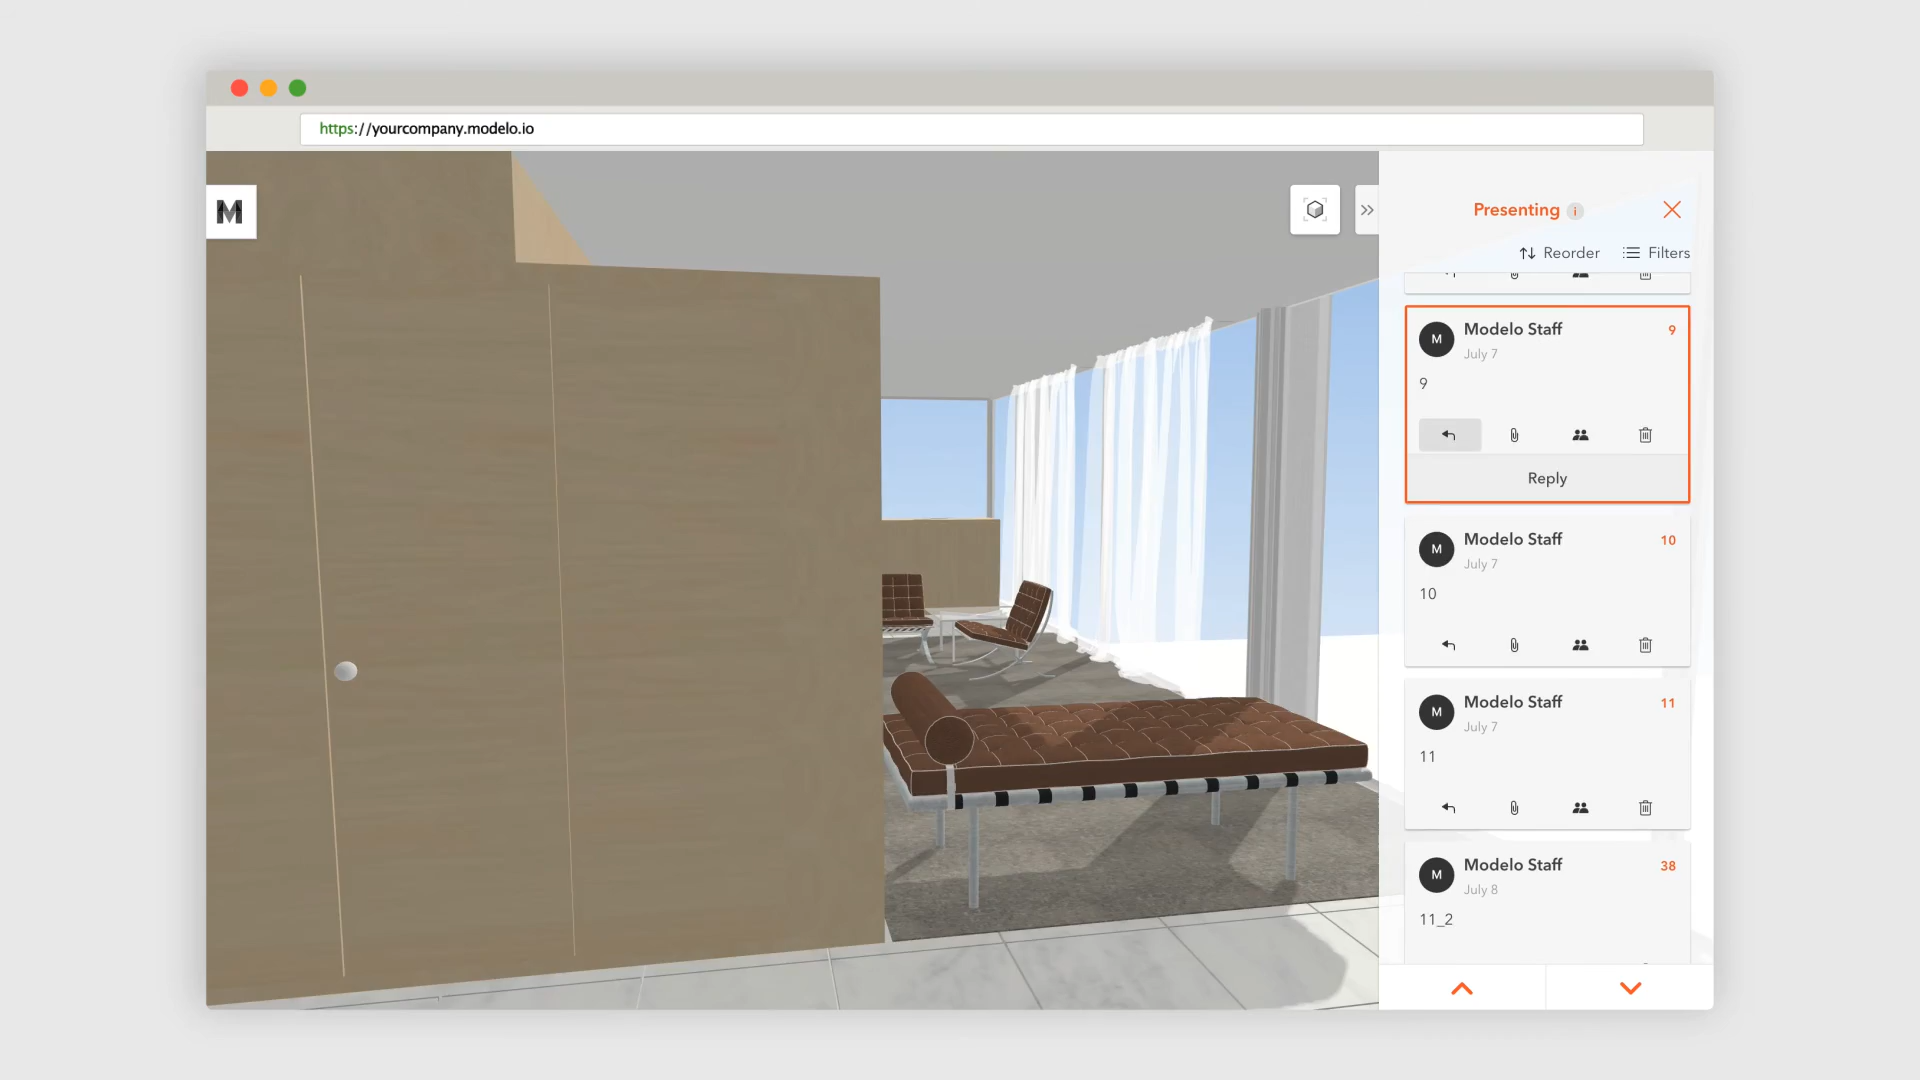 https://yourcompany.modelo.io
M
Presenting i
Reorder Filters
M Modelo Staff 9
July 7
9
Reply
M Modelo Staff 10
July 7
10
M Modelo Staff 11
July 7
11
M Modelo Staff 38
July 8
11_2